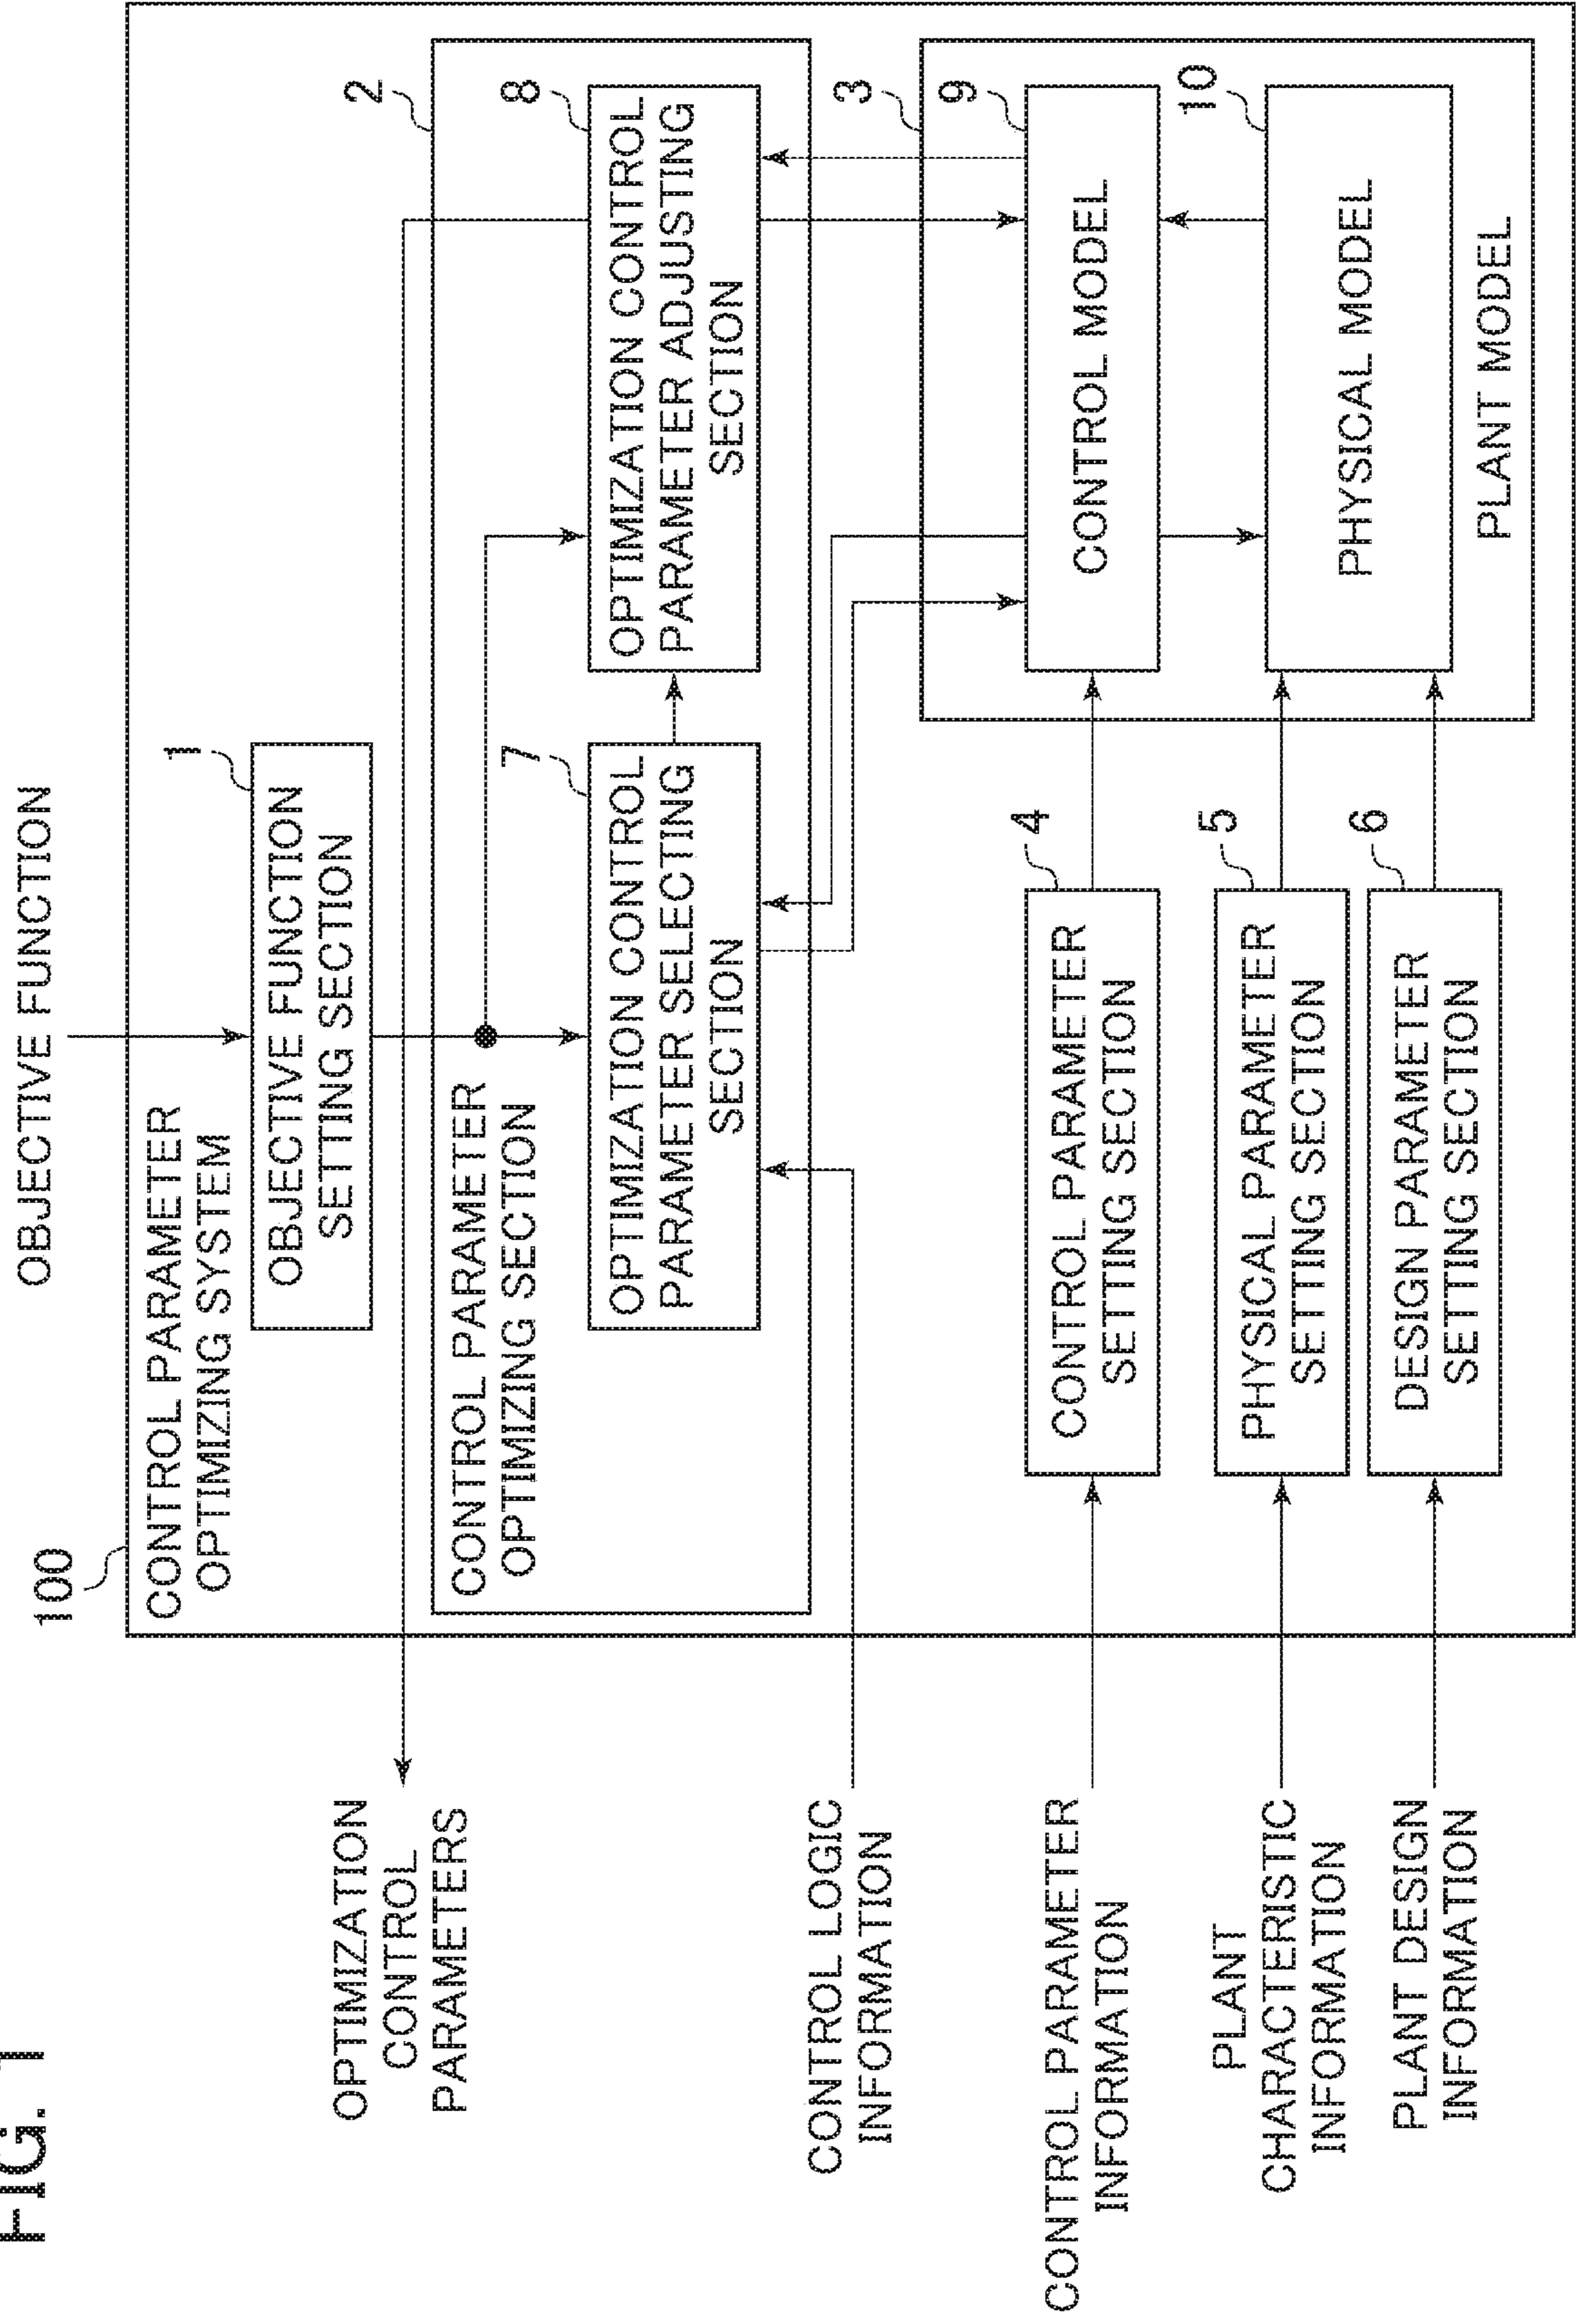 FIG. 1
OBJECTIVE FUNCTION
100
CONTROL PARAMETER
OPTIMIZING SYSTEM
1
OBJECTIVE FUNCTION
SETTING SECTION
2
CONTROL PARAMETER
OPTIMIZING SECTION
7
OPTIMIZATION CONTROL
PARAMETER SELECTING
SECTION
8
OPTIMIZATION CONTROL
PARAMETER ADJUSTING
SECTION
OPTIMIZATION
CONTROL
PARAMETERS
CONTROL LOGIC
INFORMATION
3
9
CONTROL MODEL
10
PHYSICAL MODEL
PLANT MODEL
4
CONTROL PARAMETER
SETTING SECTION
5
PHYSICAL PARAMETER
SETTING SECTION
6
DESIGN PARAMETER
SETTING SECTION
CONTROL PARAMETER
INFORMATION
PLANT
CHARACTERISTIC
INFORMATION
PLANT DESIGN
INFORMATION